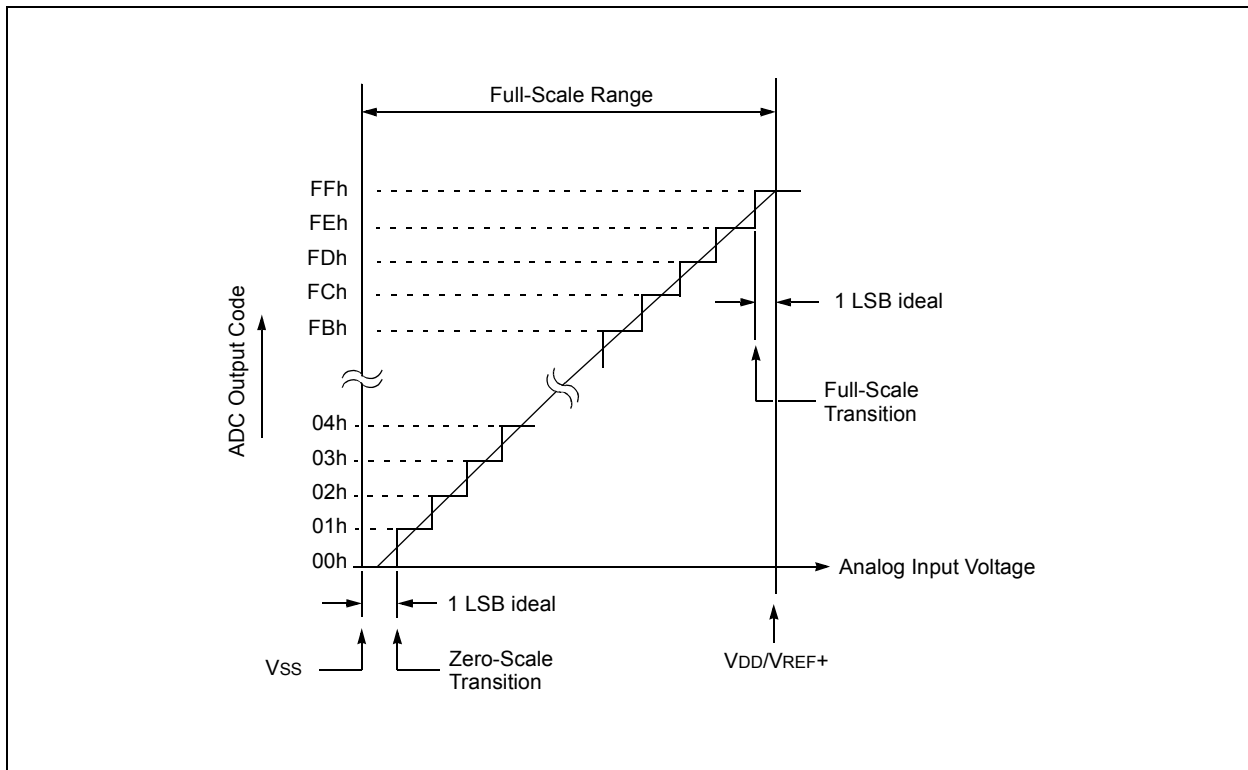 Full-Scale Range
FFh
FEh
FDh
FCh
FBh
1 LSB ideal
ADC Output Code
Full-Scale
Transition
04h
03h
02h
01h
00h
Analog Input Voltage
1 LSB ideal
VSS
Zero-Scale
Transition
VDD/VREF+